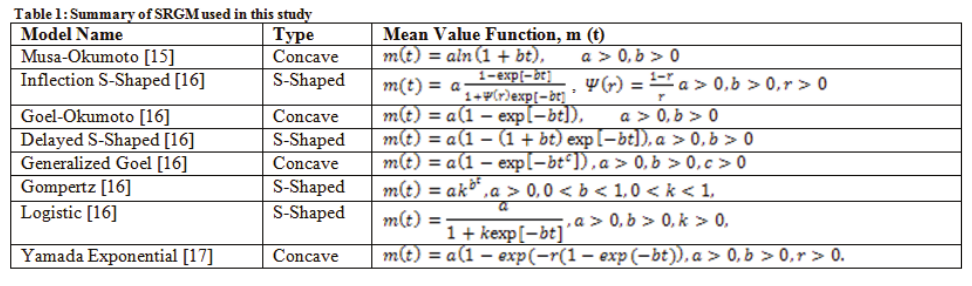 Table 1: Summary of SRGM used in this study
Model Name Type Mean Value Function, m (t)
Musa-Okumoto [15] Concave m(t) = aln(1 + bt), a > 0, b > 0
Inflection S-Shaped [16] S-Shaped m(t) = a (1−exp[−bt])/(1+Ψ(r)exp[−bt]) , Ψ(r) = (1−r)/r a > 0, b > 0, r > 0
Goel-Okumoto [16] Concave m(t) = a(1 − exp[−bt]), a > 0, b > 0
Delayed S-Shaped [16] S-Shaped m(t) = a(1 − (1 + bt) exp[−bt]), a > 0, b > 0
Generalized Goel [16] Concave m(t) = a(1 − exp[−bt^c]), a > 0, b > 0, c > 0
Gompertz [16] S-Shaped m(t) = ak^b^t, a > 0, 0 < b < 1, 0 < k < 1,
Logistic [16] S-Shaped m(t) = a/(1 + kexp[−bt]), a > 0, b > 0, k > 0,
Yamada Exponential [17] Concave m(t) = a(1 − exp(−r(1 − exp(−bt)), a > 0, b > 0, r > 0.